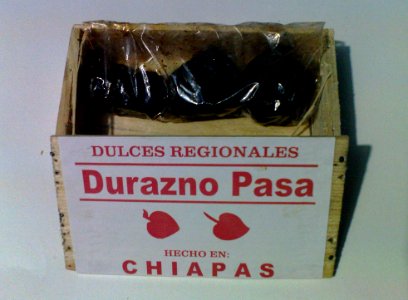 DULCES REGIONALES
Durazno Pasa
HECHO EN:
CHIAPAS